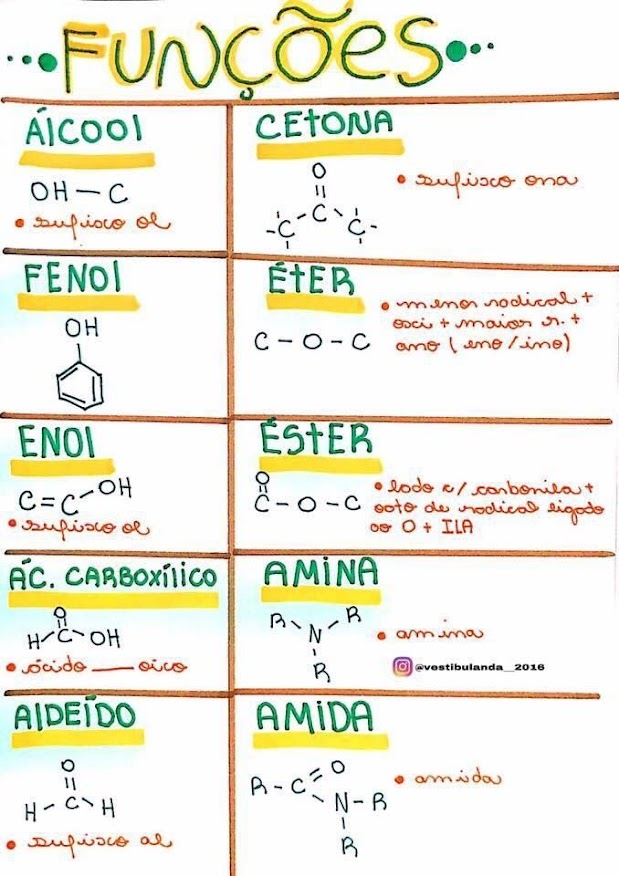 FUNÇÕES
ÁlCOOl
OH – C
• sufixo ol
CETONA
O
C C C
• sufixo ona
FENOl
OH
ÉTER
C – O – C
• menor radical +
oxi + maior r. +
ano (eno/ino)
ENOl
C = C – OH
• sufixo ol
ÉSTER
O
C – O – C
• lado c/ carbonila +
oato de radical ligado
ao O + ILA
ÁC. CARBOXÍLICO
O
H – C – OH
• ácido ___ oico
AMINA
R R
N
R
• amina
@vestibulanda__2016
AlDEÍDO
O
H – C – H
• sufixo al
AMIDA
O
R – C
N – R
R
• amida